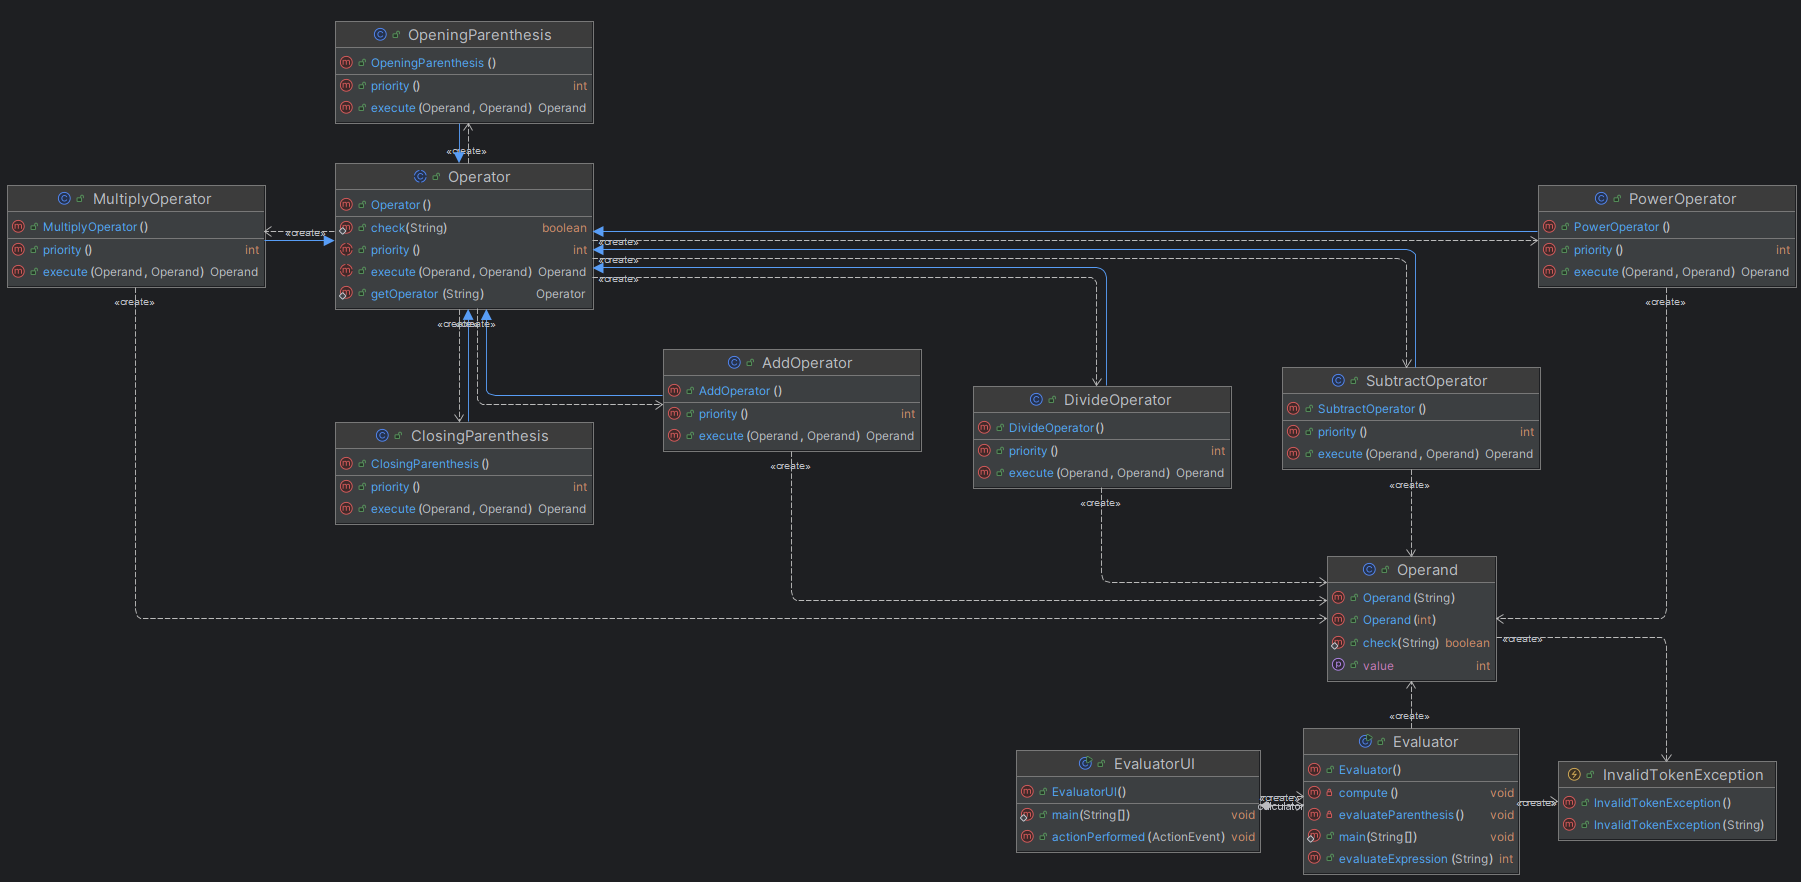 OpeningParenthesis
OpeningParenthesis()
priority() int
execute(Operand, Operand) Operand
«create»
Operator
Operator()
check(String) boolean
priority() int
execute(Operand, Operand) Operand
getOperator(String) Operator
MultiplyOperator
MultiplyOperator()
priority() int
execute(Operand, Operand) Operand
«create»
«create»
PowerOperator
PowerOperator()
priority() int
execute(Operand, Operand) Operand
«create»
«create»
«create»
«create»
«create»
«create»
AddOperator
AddOperator()
priority() int
execute(Operand, Operand) Operand
«create»
SubtractOperator
SubtractOperator()
priority() int
execute(Operand, Operand) Operand
«create»
DivideOperator
DivideOperator()
priority() int
execute(Operand, Operand) Operand
«create»
ClosingParenthesis
ClosingParenthesis()
priority() int
execute(Operand, Operand) Operand
«create»
Operand
Operand(String)
Operand(int)
check(String) boolean
value int
«create»
«create»
Evaluator
Evaluator()
compute() void
evaluateParenthesis() void
main(String[]) void
evaluateExpression(String) int
EvaluatorUI
EvaluatorUI()
main(String[]) void
actionPerformed(ActionEvent) void
«create»
calculator
«create»
InvalidTokenException
InvalidTokenException()
InvalidTokenException(String)